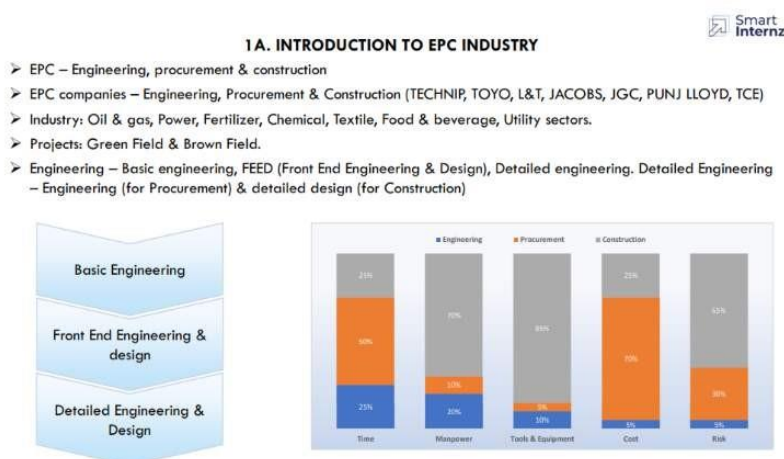 Smart
Internz
1A. INTRODUCTION TO EPC INDUSTRY
➢ EPC – Engineering, procurement & construction
➢ EPC companies – Engineering, Procurement & Construction (TECHNIP, TOYO, L&T, JACOBS, JGC, PUNJ LLOYD, TCE)
➢ Industry: Oil & gas, Power, Fertilizer, Chemical, Textile, Food & beverage, Utility sectors.
➢ Projects: Green Field & Brown Field.
➢ Engineering – Basic engineering, FEED (Front End Engineering & Design), Detailed engineering. Detailed Engineering
– Engineering (for Procurement) & detailed design (for Construction)
Basic Engineering
Front End Engineering &
design
Detailed Engineering &
Design
Engineering Procurement Construction
25% 70% 85% 25% 65%
50% 10% 5% 70% 30%
25% 20% 10% 5% 5%
Time Manpower Tools & Equipment Cost Risk